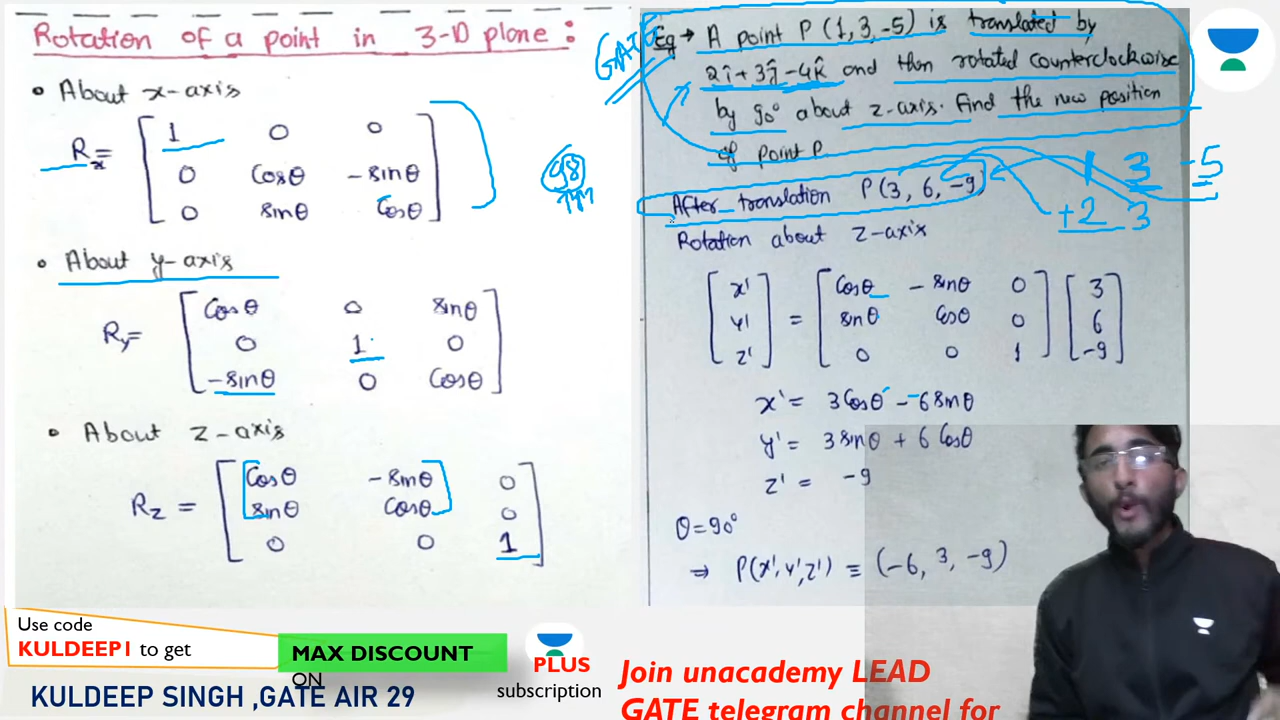 Rotation of a point in 3-D plane :
• About x-axis
Rx = [ 1 0 0
0 cosθ -sinθ
0 sinθ cosθ ]
• About y-axis
Ry = [ cosθ 0 sinθ
0 1 0
-sinθ 0 cosθ ]
• About z-axis
Rz = [ cosθ -sinθ 0
sinθ cosθ 0
0 0 1 ]
Eg → A point P (1, 3, -5) is translated by
2î + 3ĵ - 4k̂ and then rotated counterclockwise
by 90° about z-axis. Find the new position
of point P.
1 3 -5
+2 3
After translation P(3, 6, -9)
Rotation about z-axis
[ x' ] = [ cosθ -sinθ 0 ] [ 3 ]
[ y' ] [ sinθ cosθ 0 ] [ 6 ]
[ z' ] [ 0 0 1 ] [ -9 ]
x' = 3cosθ - 6sinθ
y' = 3sinθ + 6cosθ
z' = -9
θ = 90°
⇒ P(x', y', z') ≡ (-6, 3, -9)
Use code
KULDEEP1 to get
MAX DISCOUNT
ON
PLUS
subscription
KULDEEP SINGH ,GATE AIR 29
Join unacademy LEAD
GATE telegram channel for